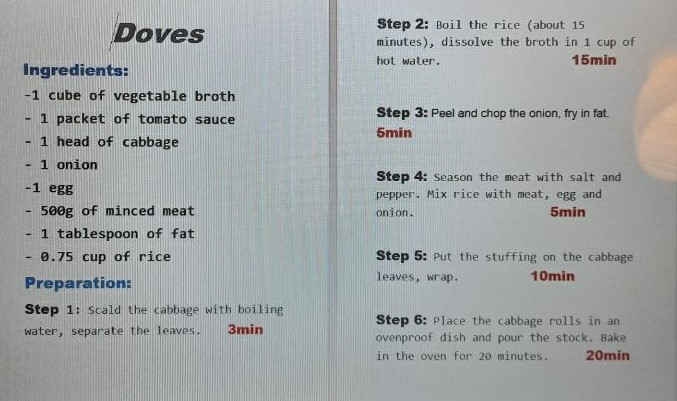 Doves
Ingredients:
-1 cube of vegetable broth
- 1 packet of tomato sauce
- 1 head of cabbage
- 1 onion
-1 egg
- 500g of minced meat
- 1 tablespoon of fat
- 0.75 cup of rice
Preparation:
Step 1: Scald the cabbage with boiling
water, separate the leaves. 3min
Step 2: Boil the rice (about 15
minutes), dissolve the broth in 1 cup of
hot water. 15min
Step 3: Peel and chop the onion, fry in fat.
5min
Step 4: Season the meat with salt and
pepper. Mix rice with meat, egg and
onion. 5min
Step 5: Put the stuffing on the cabbage
leaves, wrap. 10min
Step 6: Place the cabbage rolls in an
ovenproof dish and pour the stock. Bake
in the oven for 20 minutes. 20min